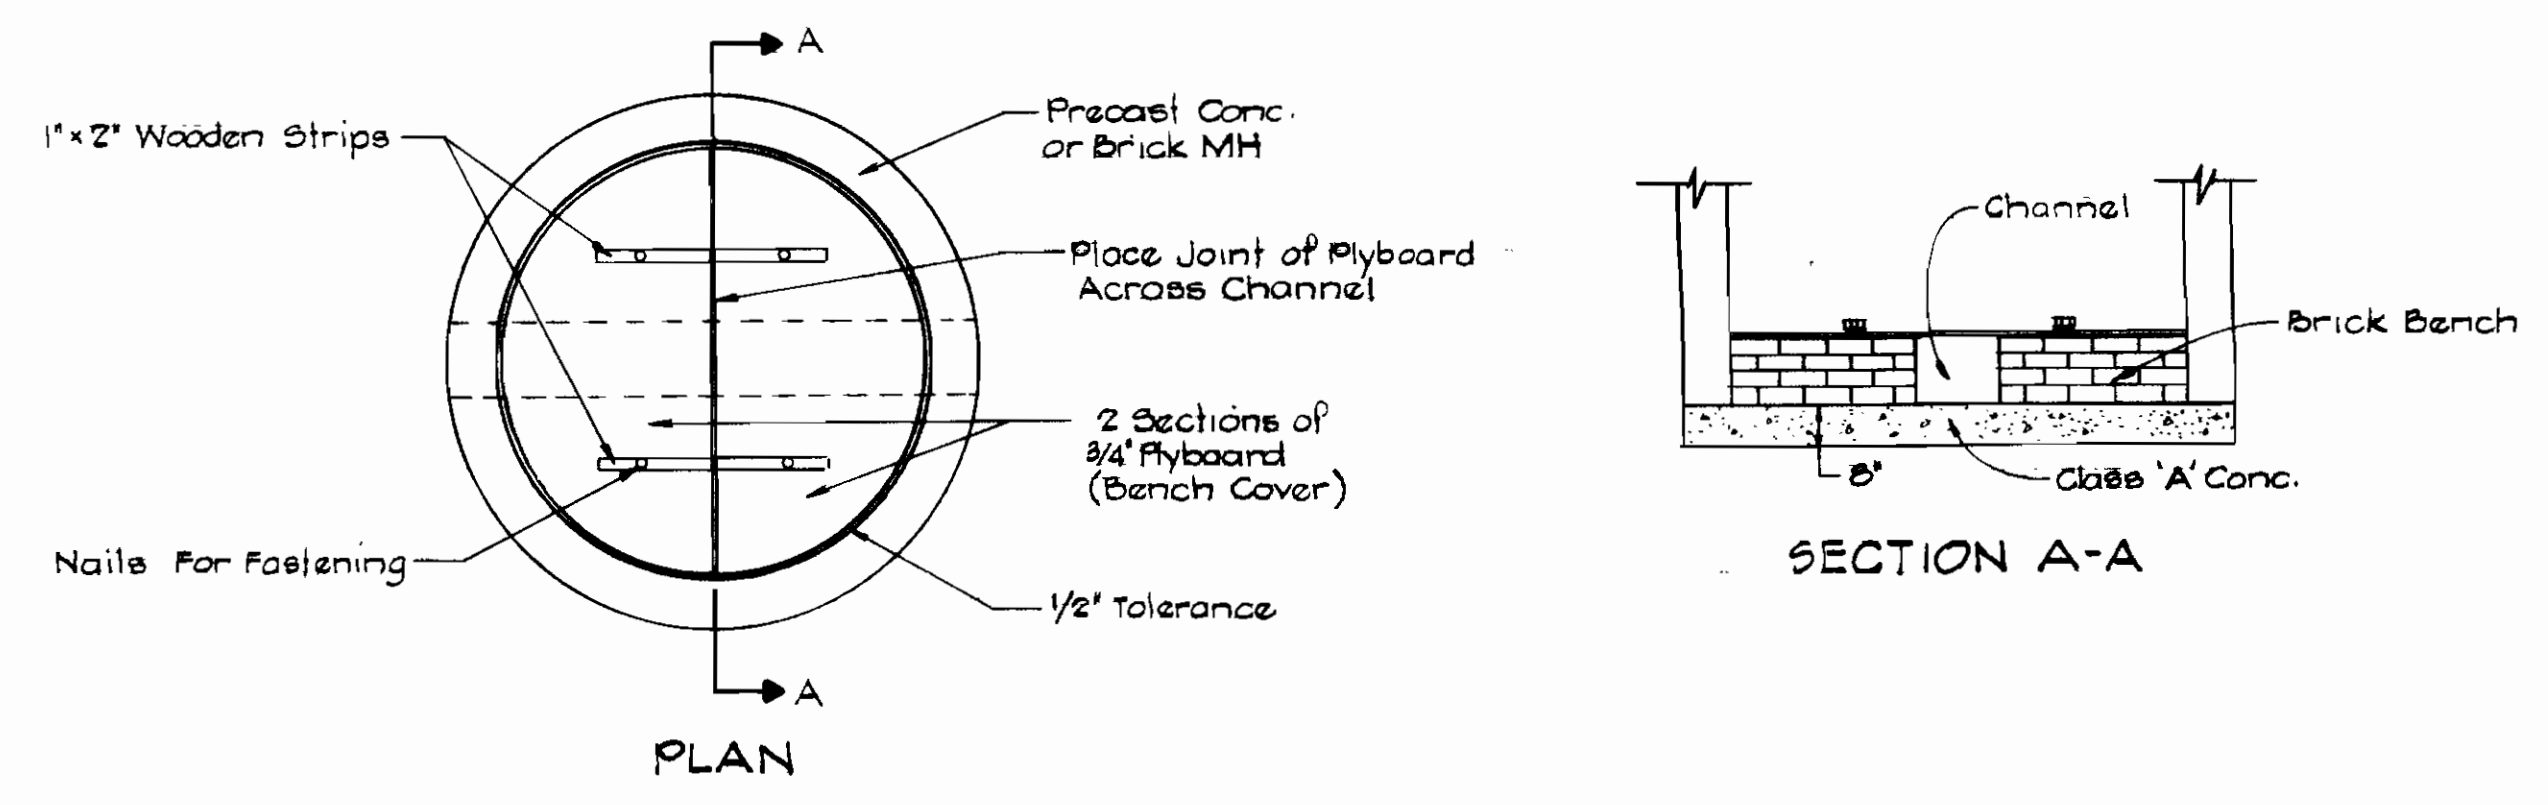 A
Precast Conc.
or Brick MH
1" x 2" Wooden Strips
Place Joint of Plyboard
Across Channel
2 Sections of
3/4" Plyboard
(Bench Cover)
Nails For Fastening
1/2" Tolerance
A
PLAN
Channel
Brick Bench
8"
Class 'A' Conc.
SECTION A-A